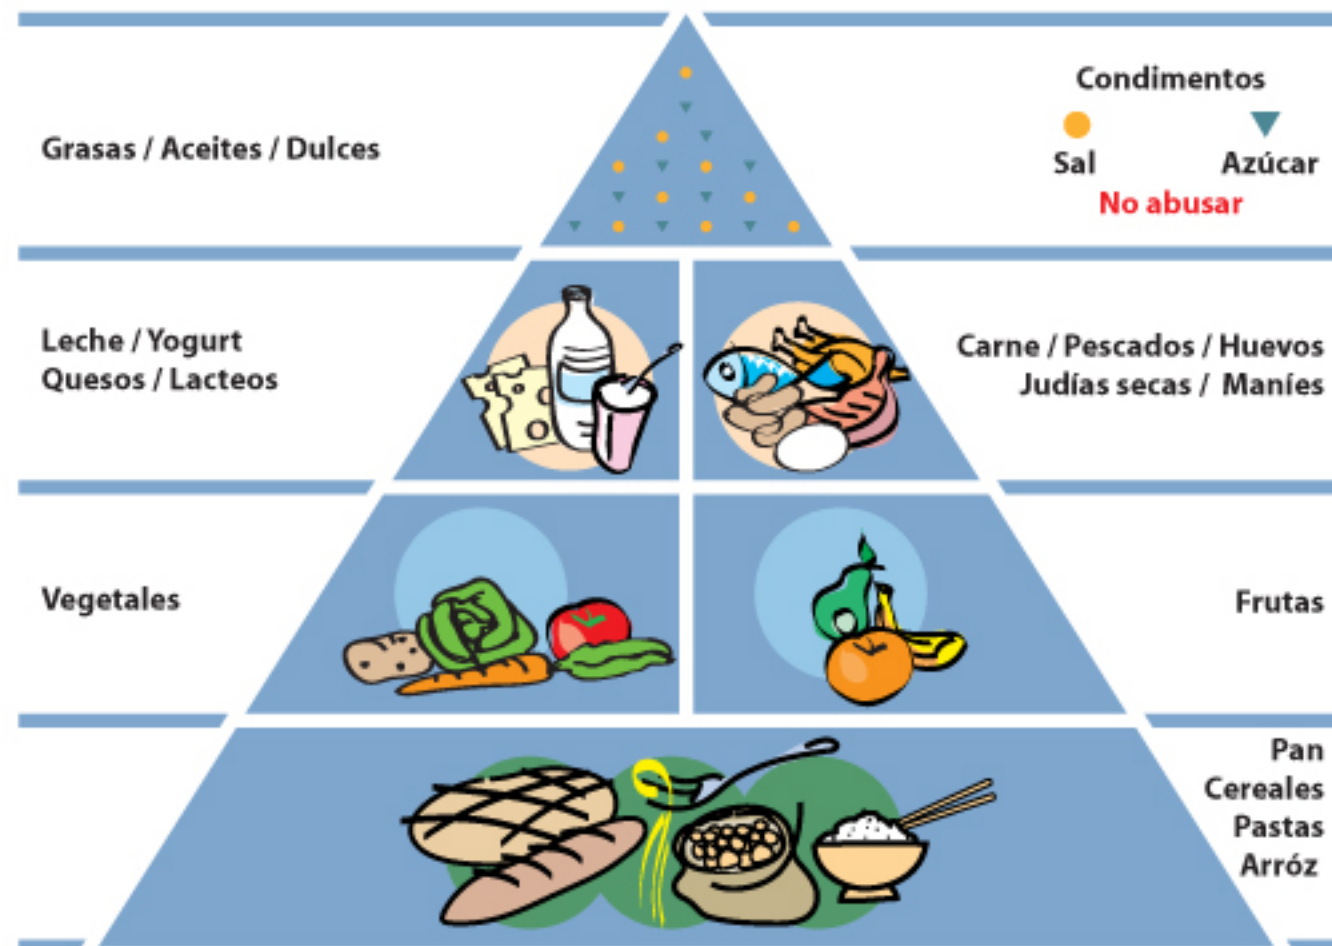 Grasas / Aceites / Dulces
Condimentos
Sal
Azúcar
No abusar
Leche / Yogurt
Quesos / Lacteos
Carne / Pescados / Huevos
Judías secas / Maníes
Vegetales
Frutas
Pan
Cereales
Pastas
Arróz